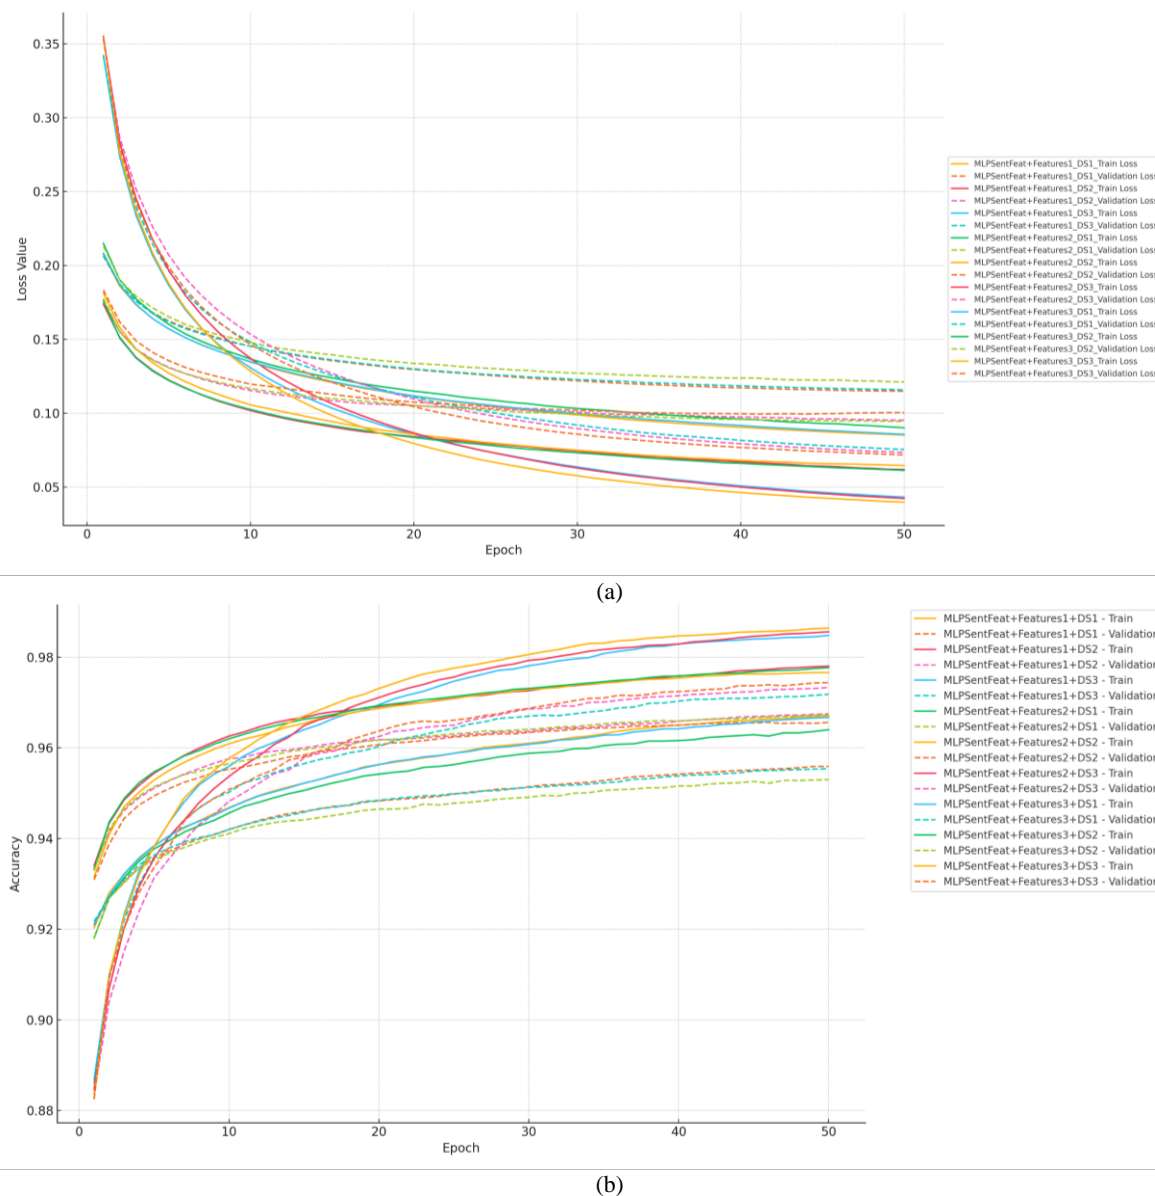 0.35
0.30
0.25
0.20
0.15
0.10
0.05
Loss Value
0
10
20
30
40
50
Epoch
MLPSentFeat+Features1_DS1_Train Loss
MLPSentFeat+Features1_DS1_Validation Loss
MLPSentFeat+Features1_DS2_Train Loss
MLPSentFeat+Features1_DS2_Validation Loss
MLPSentFeat+Features1_DS3_Train Loss
MLPSentFeat+Features1_DS3_Validation Loss
MLPSentFeat+Features2_DS1_Train Loss
MLPSentFeat+Features2_DS1_Validation Loss
MLPSentFeat+Features2_DS2_Train Loss
MLPSentFeat+Features2_DS2_Validation Loss
MLPSentFeat+Features2_DS3_Train Loss
MLPSentFeat+Features2_DS3_Validation Loss
MLPSentFeat+Features3_DS1_Train Loss
MLPSentFeat+Features3_DS1_Validation Loss
MLPSentFeat+Features3_DS2_Train Loss
MLPSentFeat+Features3_DS2_Validation Loss
MLPSentFeat+Features3_DS3_Train Loss
MLPSentFeat+Features3_DS3_Validation Loss
(a)
0.98
0.96
0.94
0.92
0.90
0.88
Accuracy
0
10
20
30
40
50
Epoch
MLPSentFeat+Features1+DS1 - Train
MLPSentFeat+Features1+DS1 - Validation
MLPSentFeat+Features1+DS2 - Train
MLPSentFeat+Features1+DS2 - Validation
MLPSentFeat+Features1+DS3 - Train
MLPSentFeat+Features1+DS3 - Validation
MLPSentFeat+Features2+DS1 - Train
MLPSentFeat+Features2+DS1 - Validation
MLPSentFeat+Features2+DS2 - Train
MLPSentFeat+Features2+DS2 - Validation
MLPSentFeat+Features2+DS3 - Train
MLPSentFeat+Features2+DS3 - Validation
MLPSentFeat+Features3+DS1 - Train
MLPSentFeat+Features3+DS1 - Validation
MLPSentFeat+Features3+DS2 - Train
MLPSentFeat+Features3+DS2 - Validation
MLPSentFeat+Features3+DS3 - Train
MLPSentFeat+Features3+DS3 - Validation
(b)